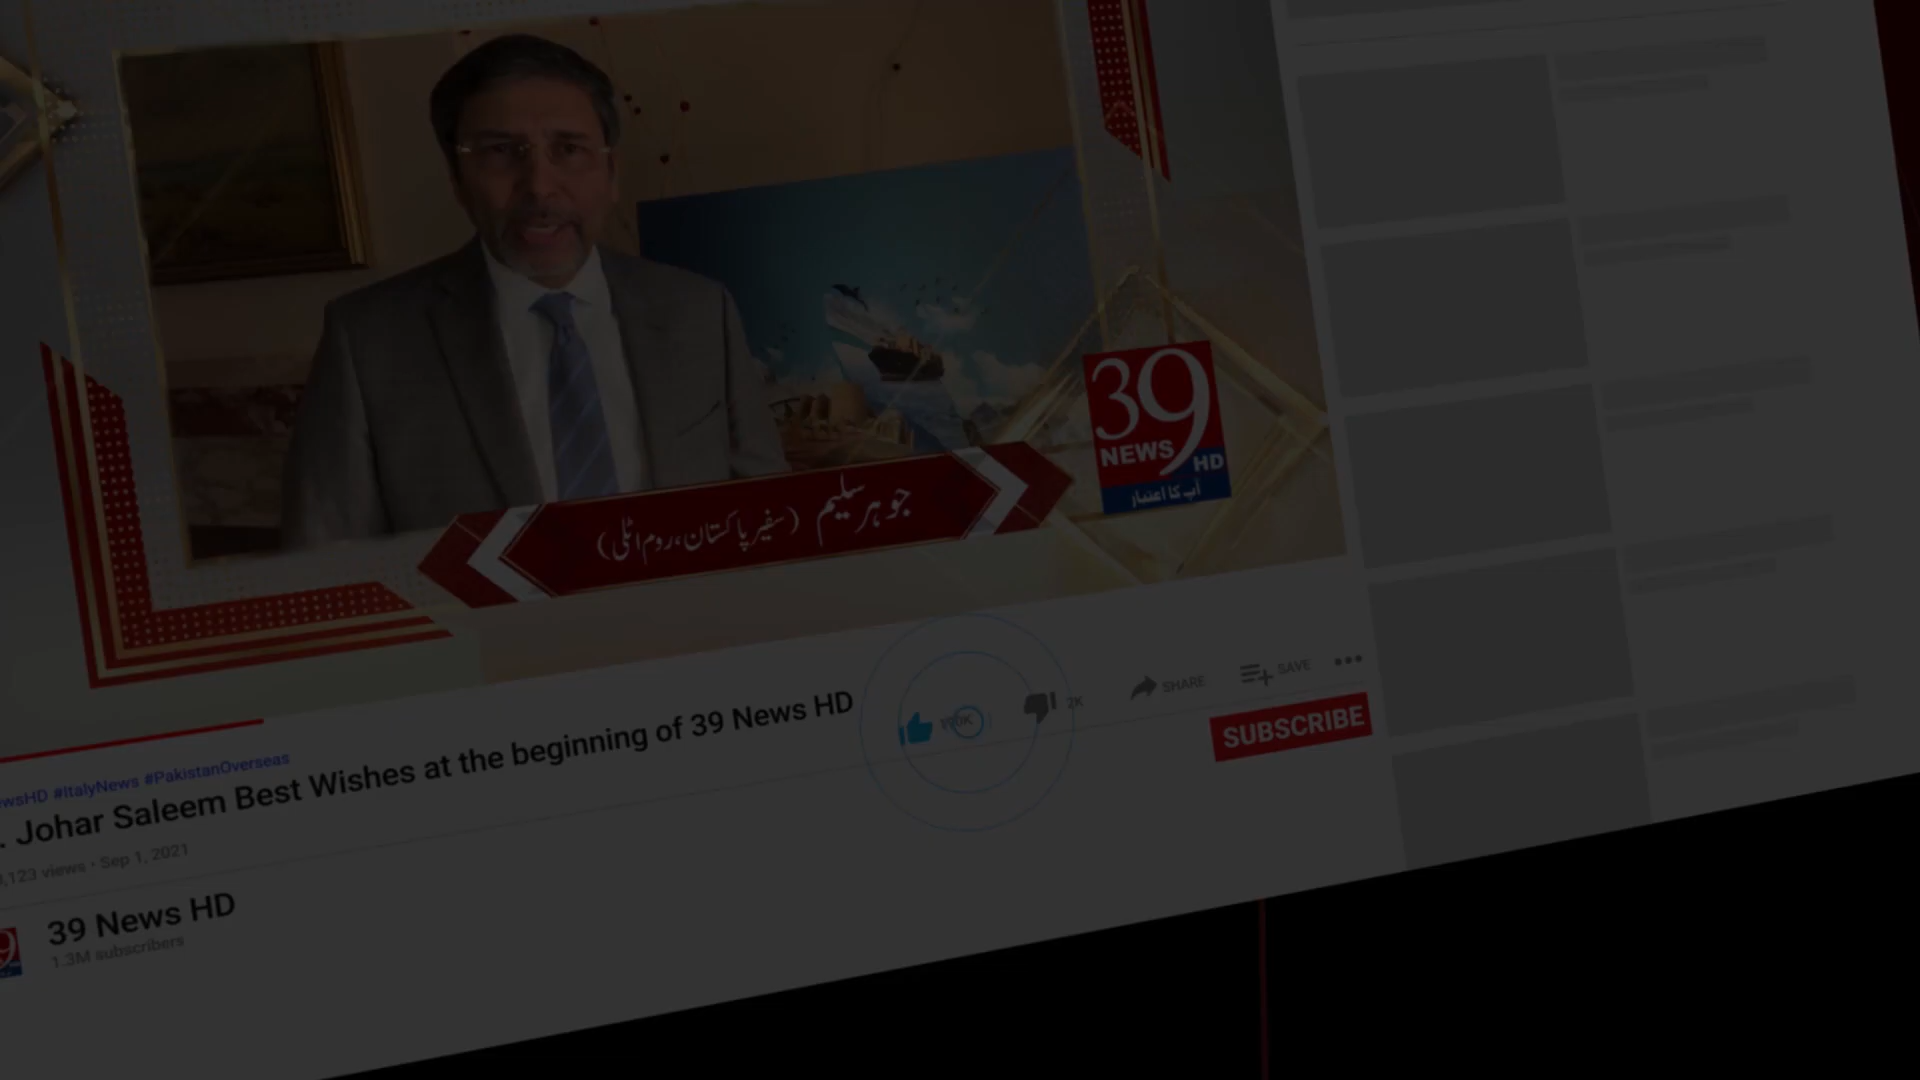 39
NEWS
HD
آپ کا اعتبار
جوہر سلیم (سفیر پاکستان، روم اٹلی)
SHARE
SAVE
2K
SUBSCRIBE
#ItalyNews #PakistanOverseas
. Johar Saleem Best Wishes at the beginning of 39 News HD
,123 views • Sep 1, 2021
39 News HD
1.3M subscribers